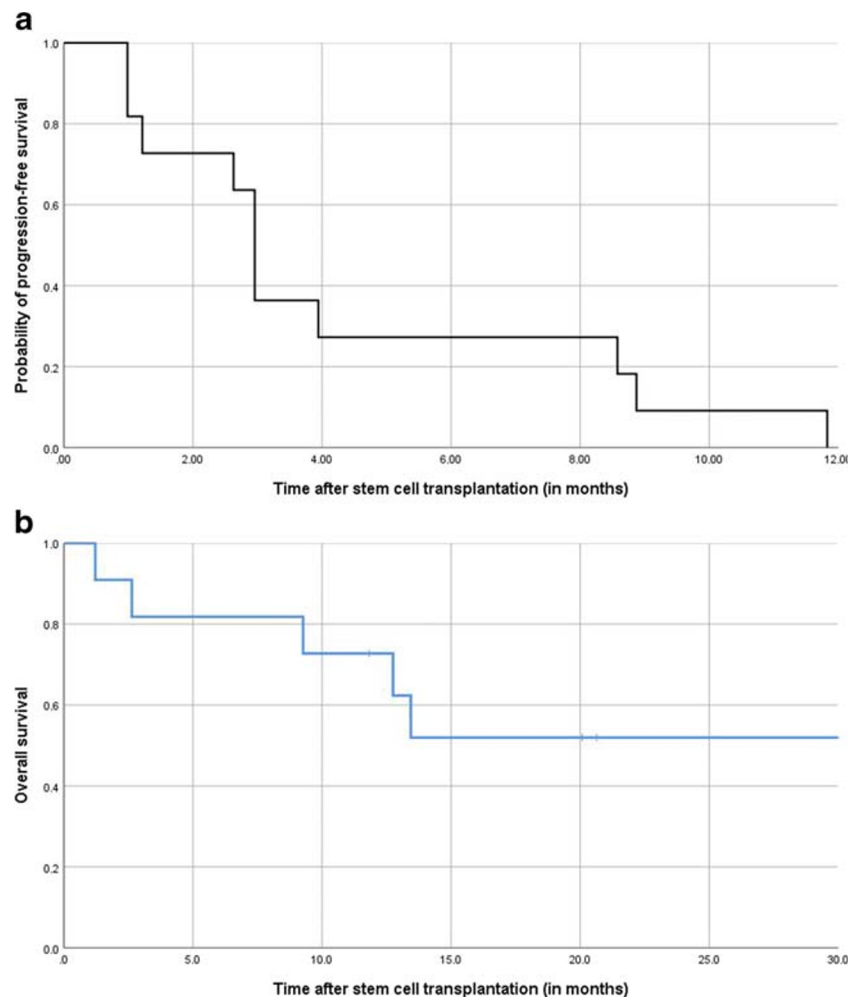 a
Probability of progression-free survival
1.0
0.8
0.6
0.4
0.2
0.0
.00 2.00 4.00 6.00 8.00 10.00 12.00
Time after stem cell transplantation (in months)
b
Overall survival
1.0
0.8
0.6
0.4
0.2
0.0
.0 5.0 10.0 15.0 20.0 25.0 30.0
Time after stem cell transplantation (in months)